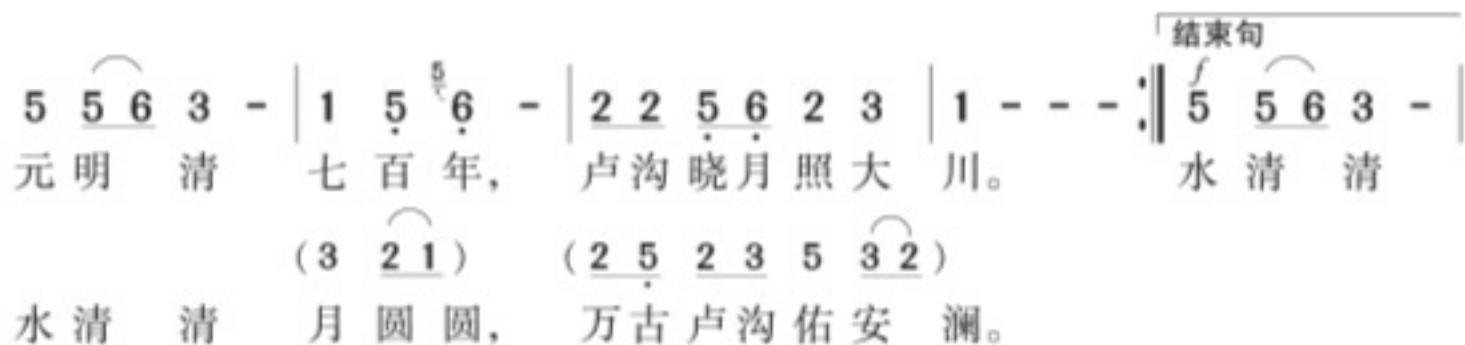 结束句
f
5 5 6 3 - | 1 5 5 6 - | 2 2 5 6 2 3 | 1 - - - :‖ 5 5 6 3 - |
元明 清 七百年, 卢沟晓月照大川。 水清清
(3 2 1) (2 5 2 3 5 3 2)
水清 清 月圆圆, 万古卢沟佑安澜。